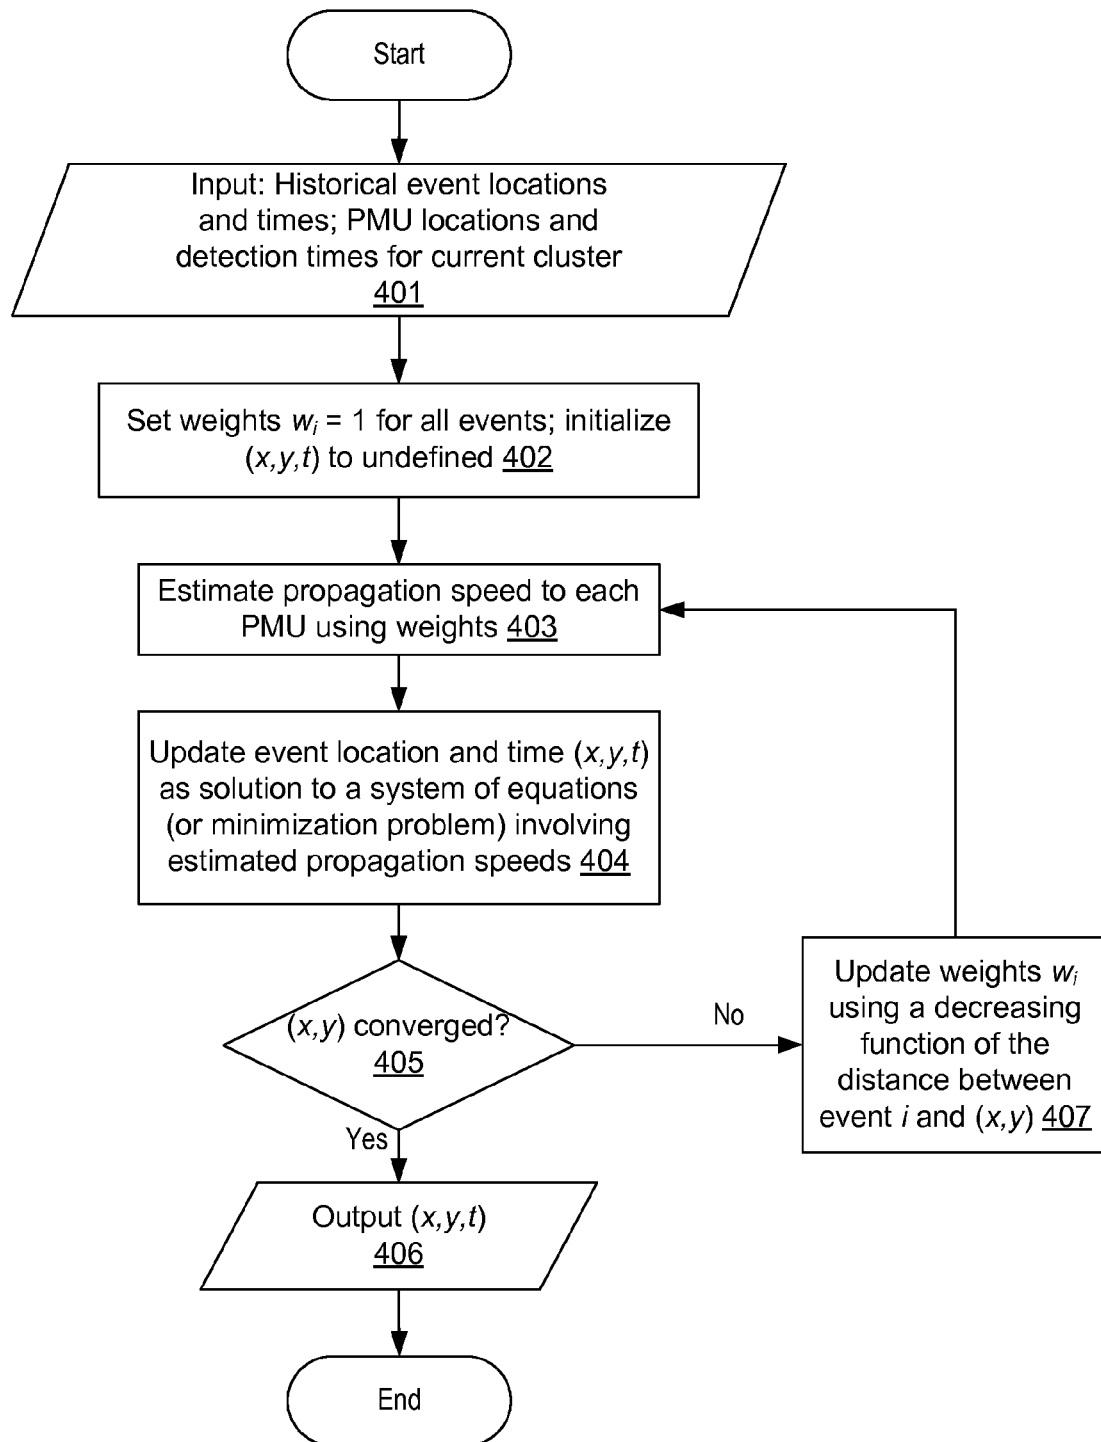 Start
Input: Historical event locations
and times; PMU locations and
detection times for current cluster
401
Set weights wᵢ = 1 for all events; initialize
(x,y,t) to undefined 402
Estimate propagation speed to each
PMU using weights 403
Update event location and time (x,y,t)
as solution to a system of equations
(or minimization problem) involving
estimated propagation speeds 404
(x,y) converged?
405
No
Update weights wᵢ
using a decreasing
function of the
distance between
event i and (x,y) 407
Yes
Output (x,y,t)
406
End